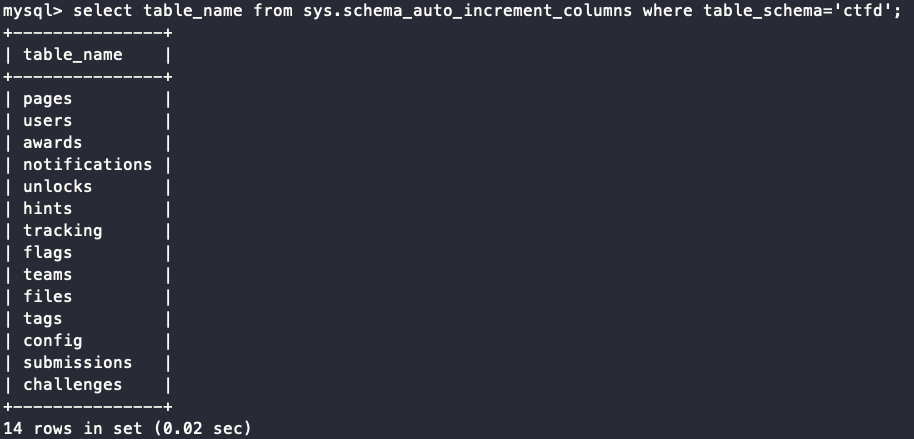 mysql> select table_name from sys.schema_auto_increment_columns where table_schema='ctfd';
+---------------+
| table_name    |
+---------------+
| pages         |
| users         |
| awards        |
| notifications |
| unlocks       |
| hints         |
| tracking      |
| flags         |
| teams         |
| files         |
| tags          |
| config        |
| submissions   |
| challenges    |
+---------------+
14 rows in set (0.02 sec)